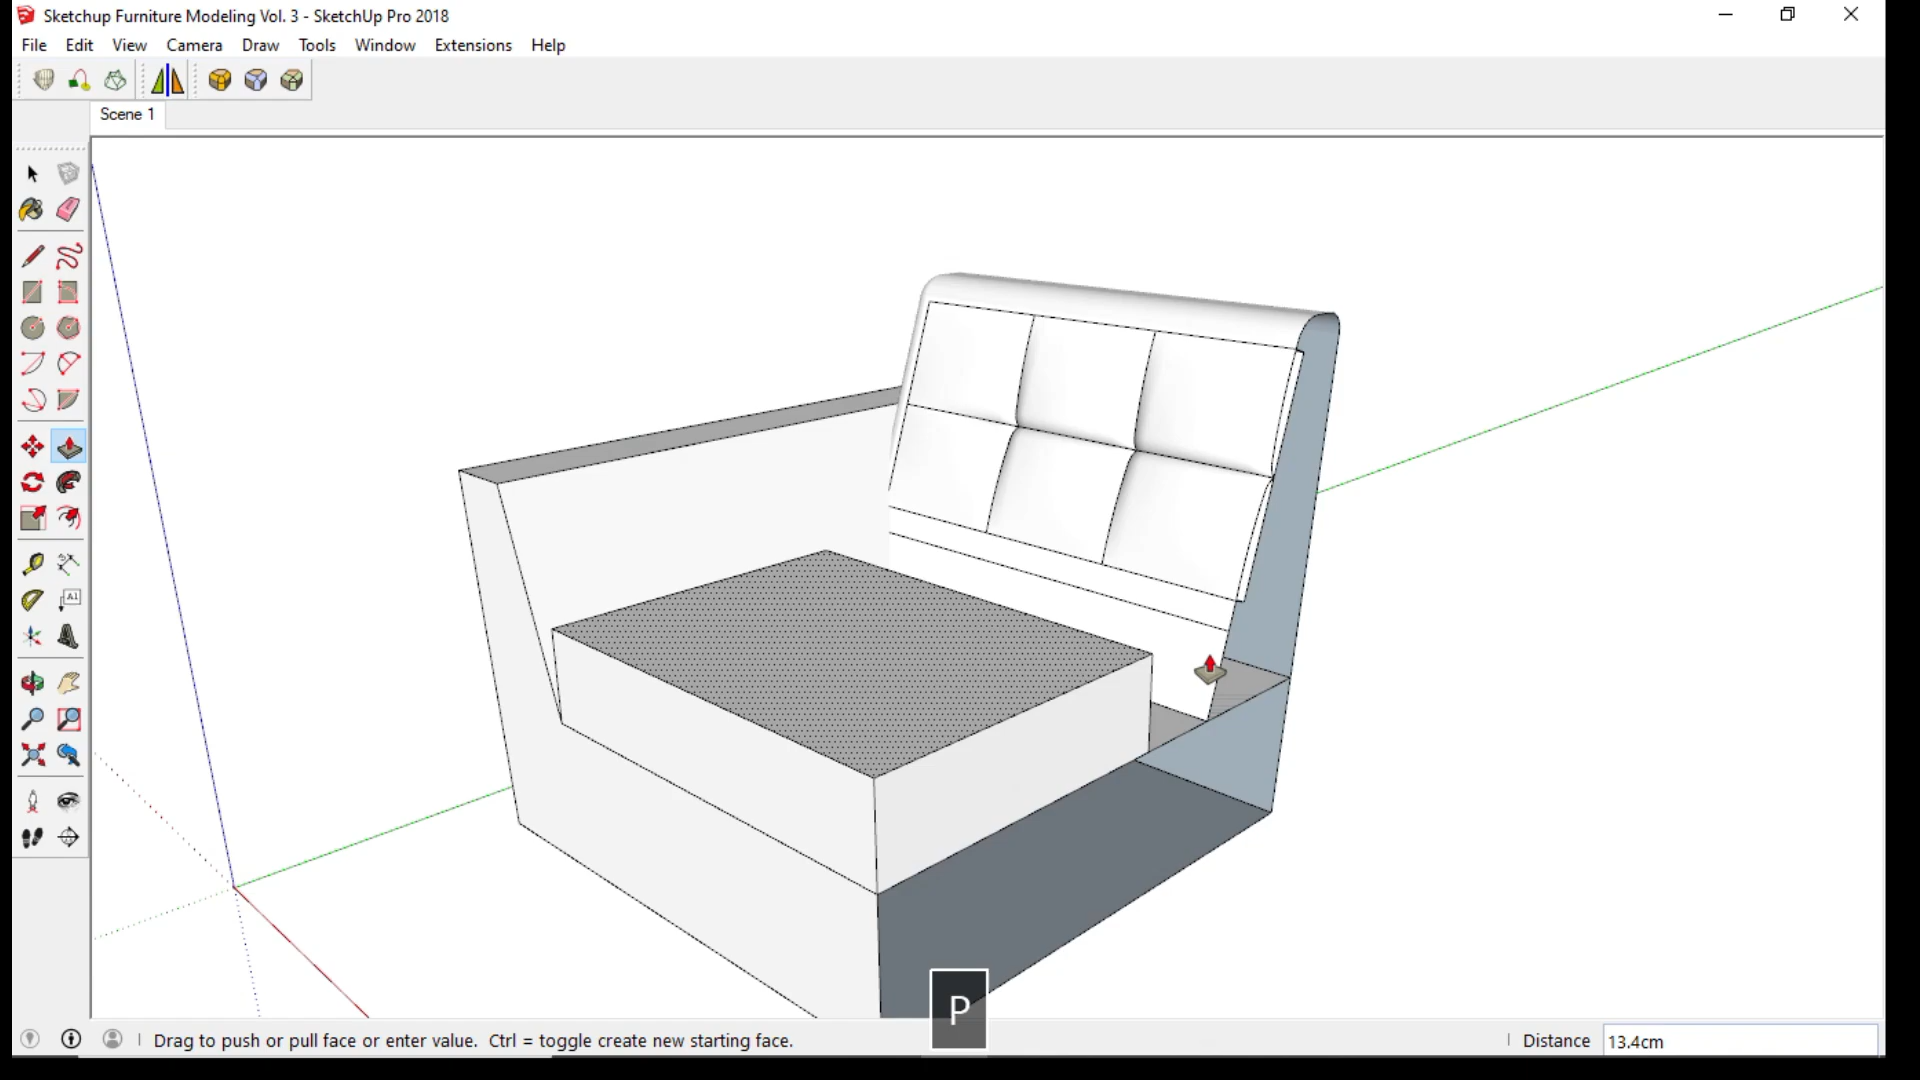 Sketchup Furniture Modeling Vol. 3 - SketchUp Pro 2018
File Edit View Camera Draw Tools Window Extensions Help
Scene 1
A1
P
Drag to push or pull face or enter value. Ctrl = toggle create new starting face.
Distance 13.4cm